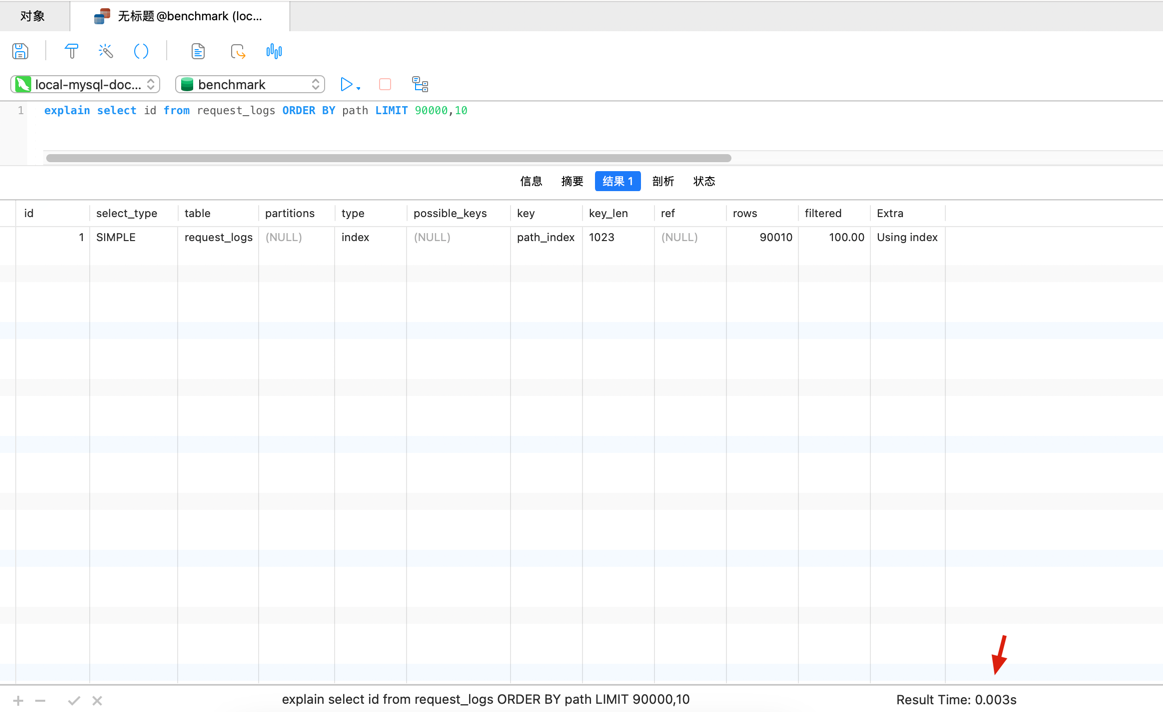 对象 无标题 @benchmark (loc...
local-mysql-doc... benchmark
1 explain select id from request_logs ORDER BY path LIMIT 90000,10
信息 摘要 结果 1 剖析 状态
id select_type table partitions type possible_keys key key_len ref rows filtered Extra
1 SIMPLE request_logs (NULL) index (NULL) path_index 1023 (NULL) 90010 100.00 Using index
explain select id from request_logs ORDER BY path LIMIT 90000,10 Result Time: 0.003s